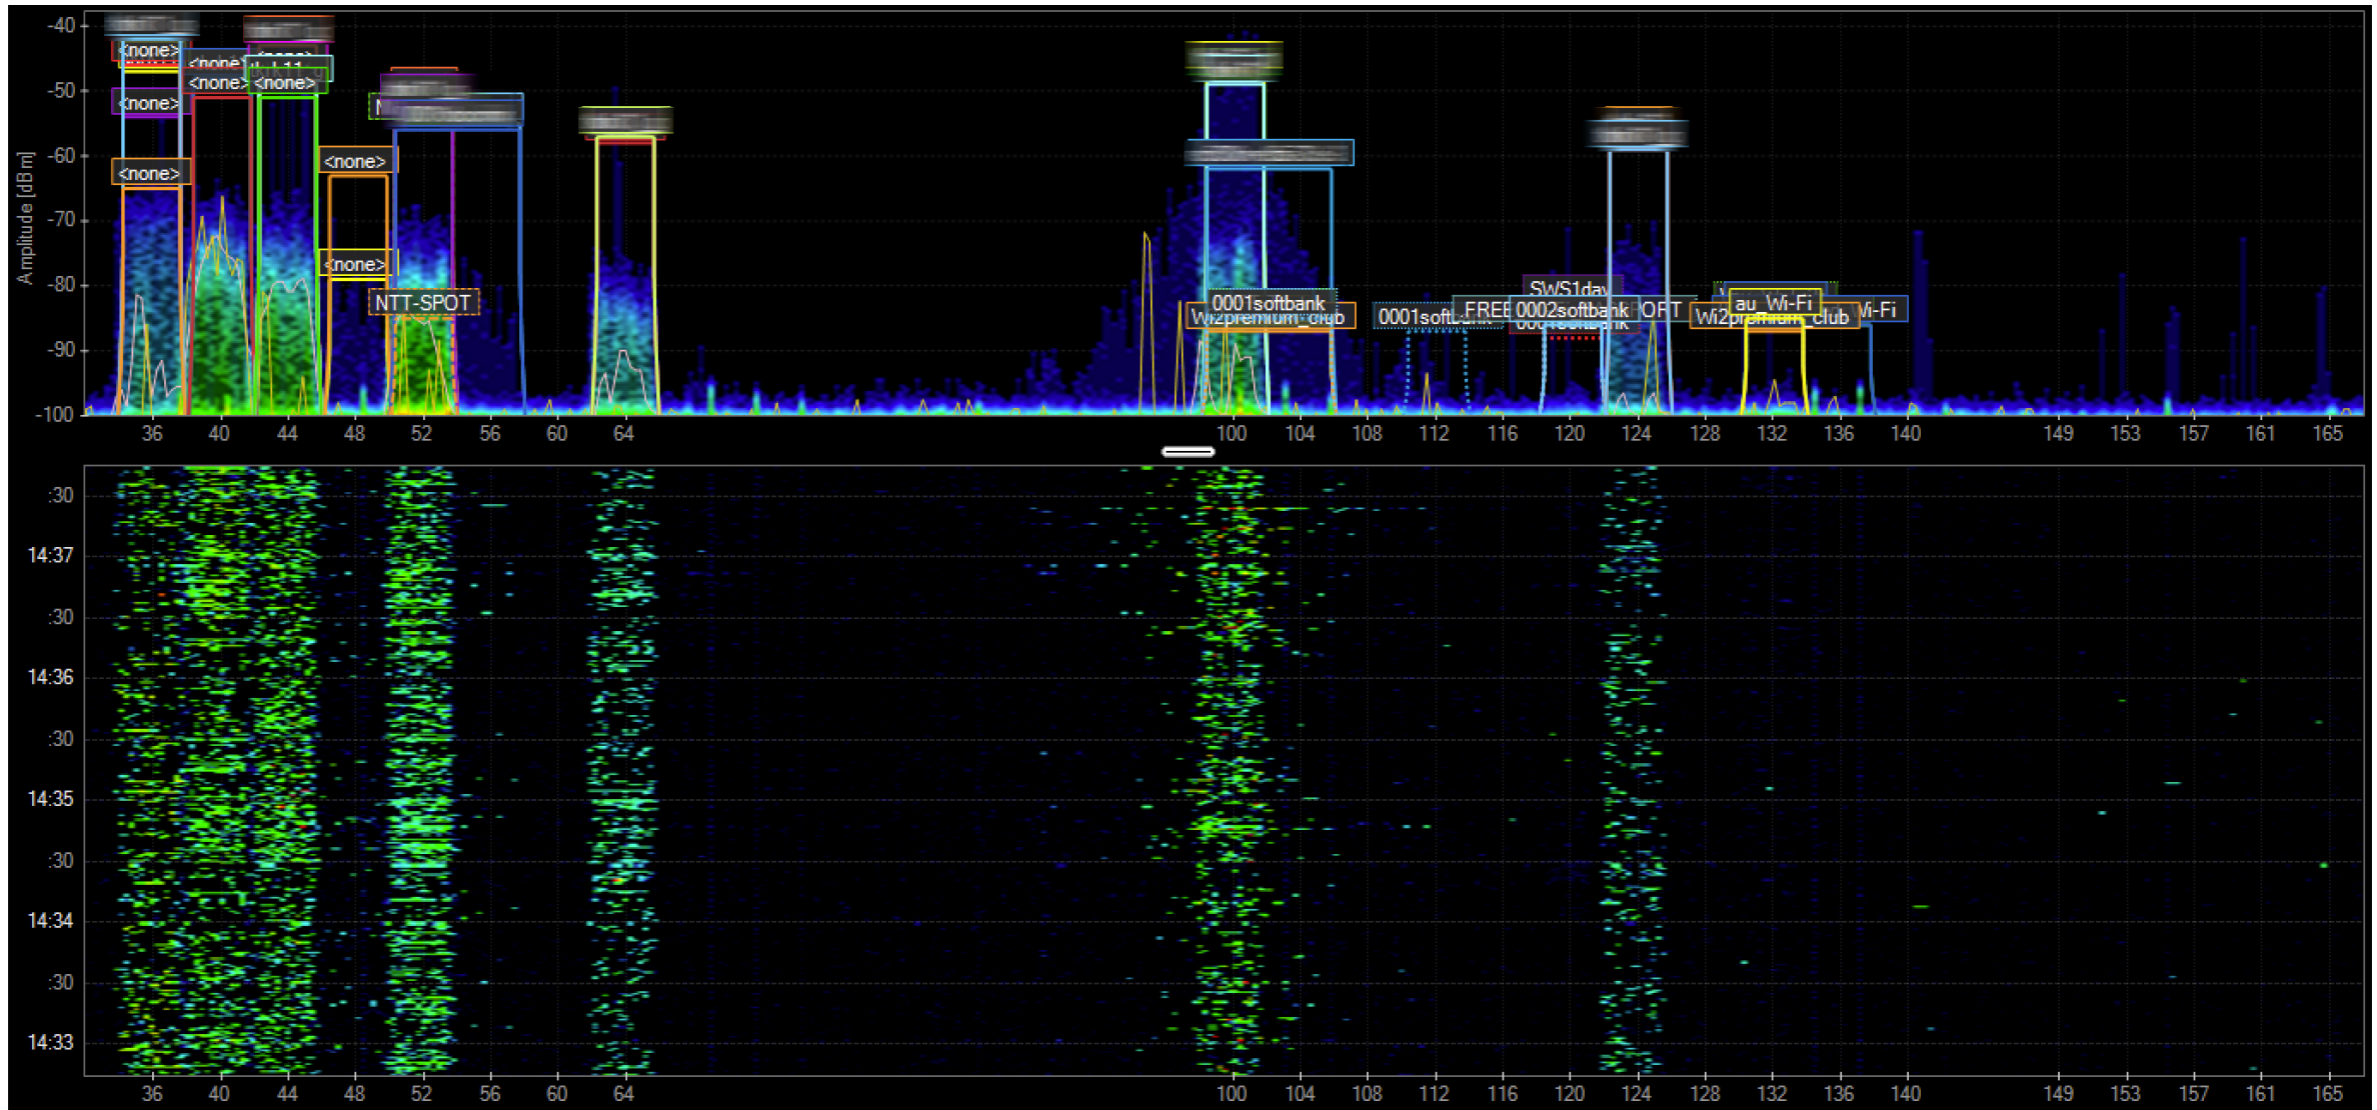 -40
<none>
<none>
<none>
<none>
-50
<none>
<none>
Amplitude [dBm]
-60
<none>
<none>
-70
<none>
-80
NTT-SPOT
0001softbank
Wi2premium_club
SWS1day
FREE
0002softbank
au_Wi-Fi
Wi2premium_club
Wi-Fi
-90
-100
36 40 44 48 52 56 60 64 100 104 108 112 116 120 124 128 132 136 140 149 153 157 161 165
:30
14:37
:30
14:36
:30
14:35
:30
14:34
:30
14:33
36 40 44 48 52 56 60 64 100 104 108 112 116 120 124 128 132 136 140 149 153 157 161 165